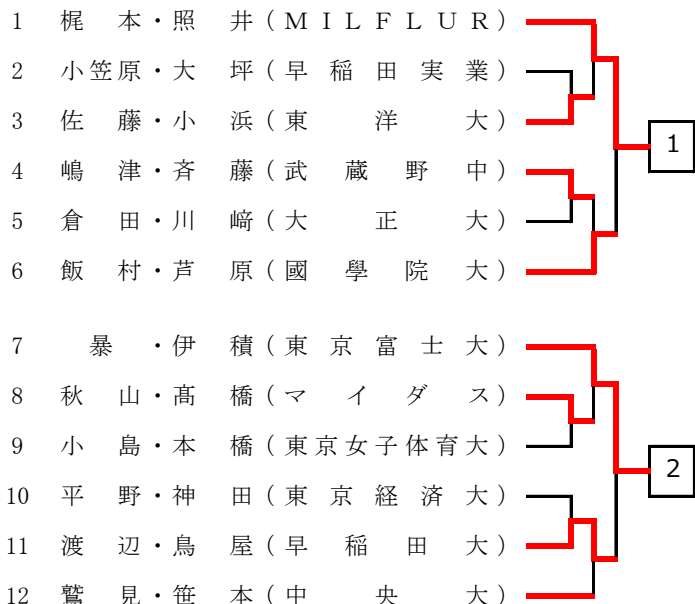 1 梶本・照井(MILFLUR)
2 小笠原・大坪(早稲田実業)
3 佐藤・小浜(東洋大)
1
4 嶋津・斉藤(武蔵野中)
5 倉田・川﨑(大正大)
6 飯村・芦原(國學院大)
7 暴・伊積(東京富士大)
8 秋山・髙橋(マイダス)
9 小島・本橋(東京女子体育大)
2
10 平野・神田(東京経済大)
11 渡辺・鳥屋(早稲田大)
12 鷲見・笹本(中央大)